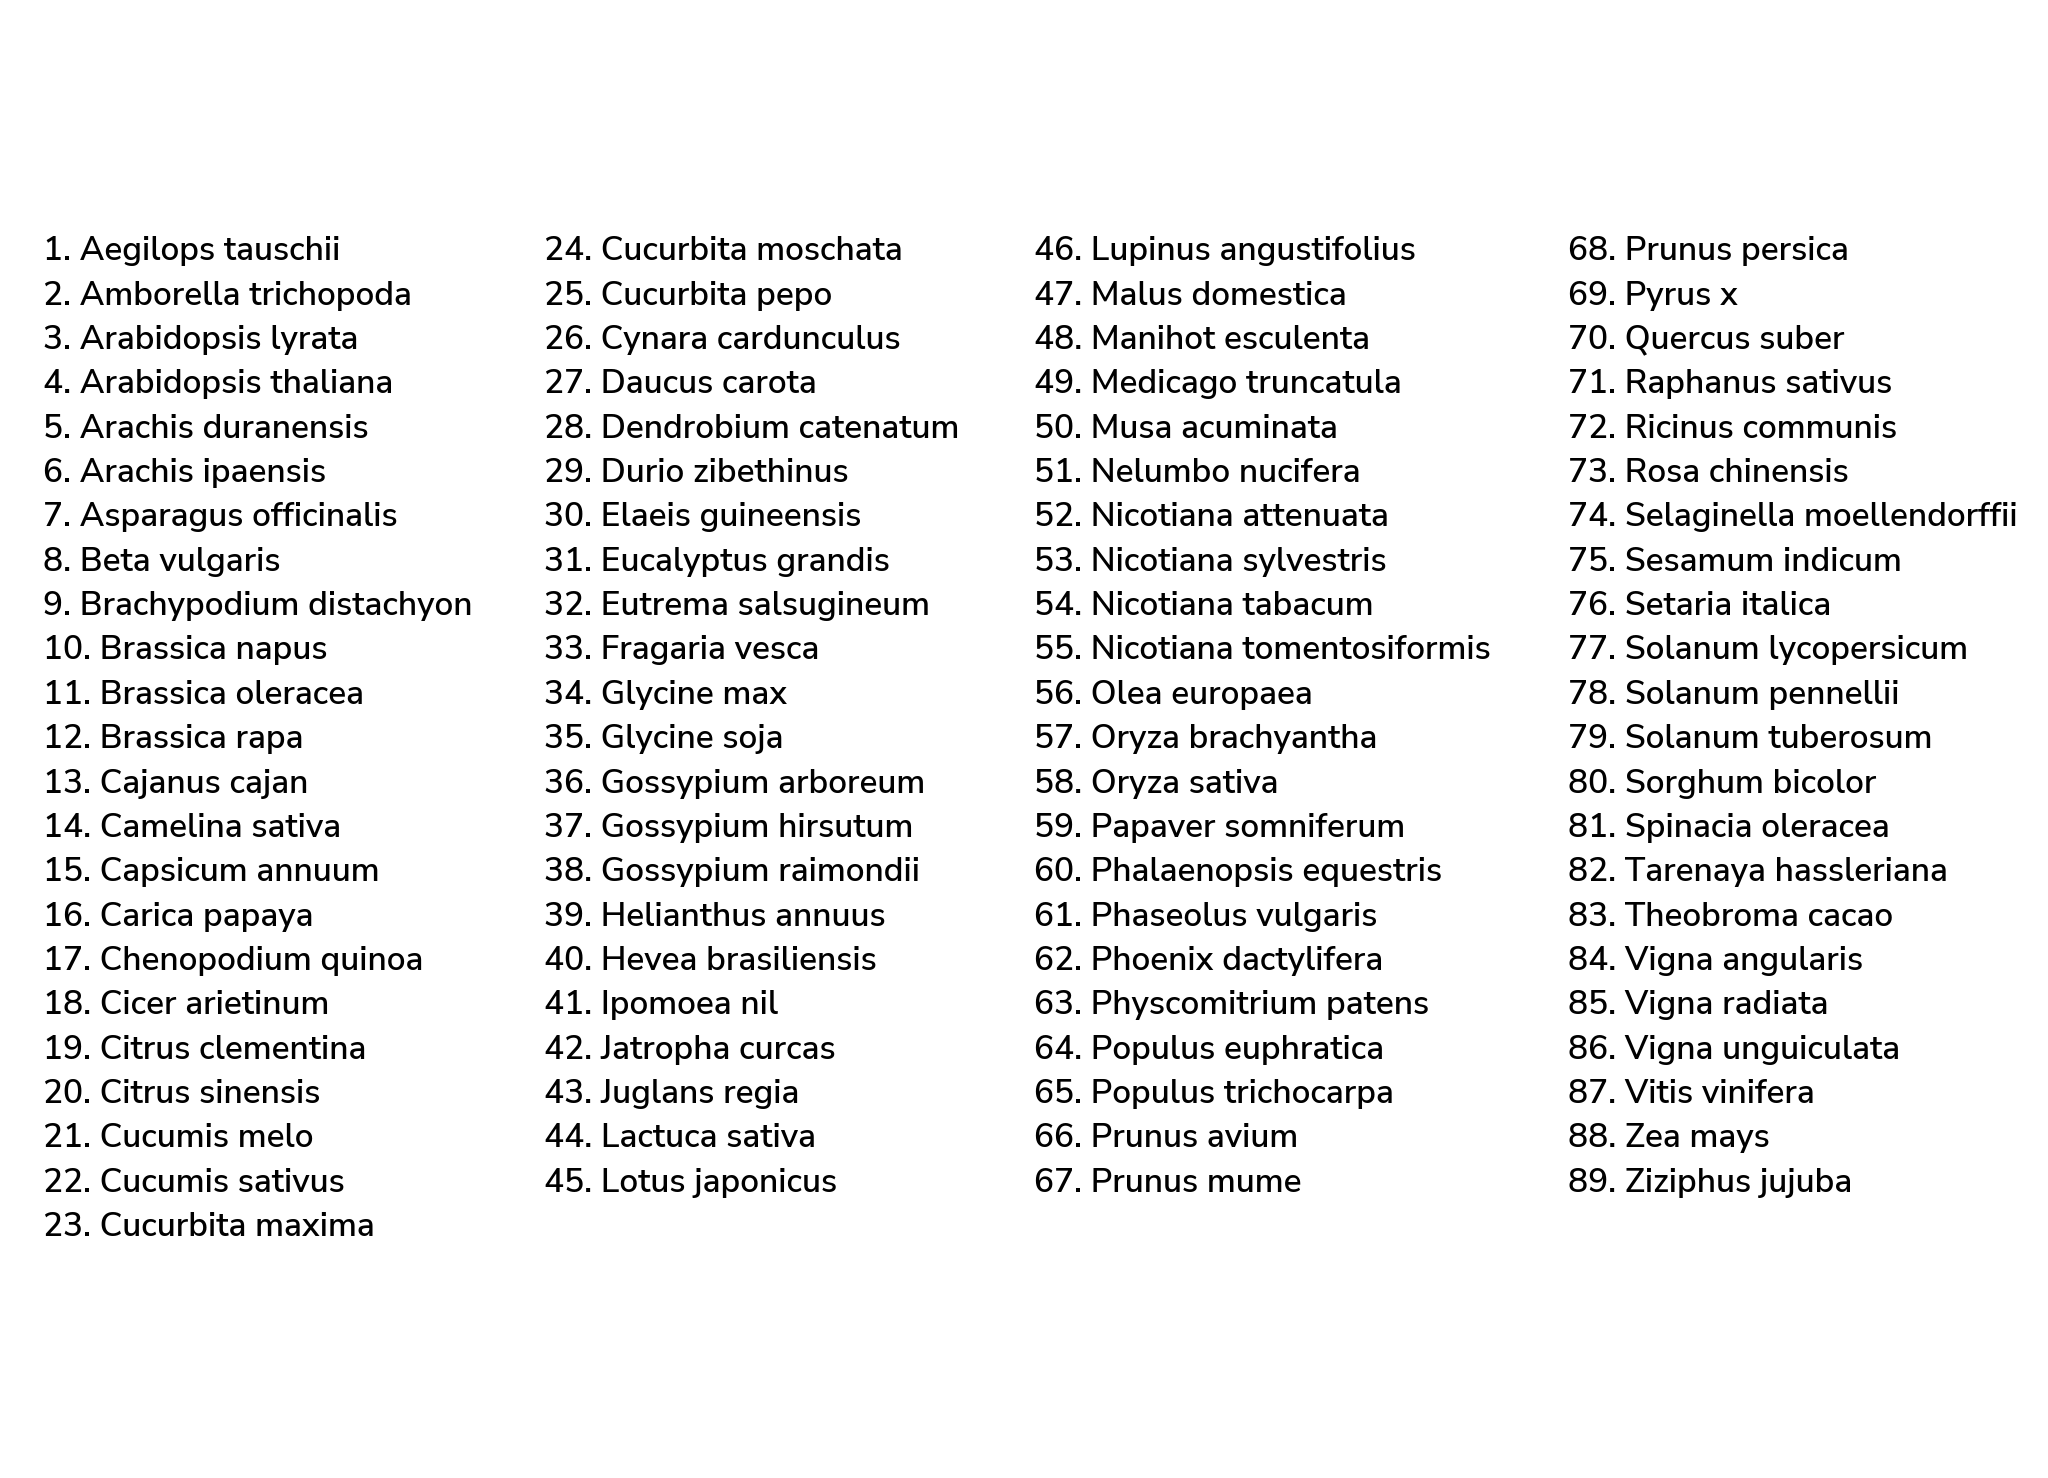 1. Aegilops tauschii
2. Amborella trichopoda
3. Arabidopsis lyrata
4. Arabidopsis thaliana
5. Arachis duranensis
6. Arachis ipaensis
7. Asparagus officinalis
8. Beta vulgaris
9. Brachypodium distachyon
10. Brassica napus
11. Brassica oleracea
12. Brassica rapa
13. Cajanus cajan
14. Camelina sativa
15. Capsicum annuum
16. Carica papaya
17. Chenopodium quinoa
18. Cicer arietinum
19. Citrus clementina
20. Citrus sinensis
21. Cucumis melo
22. Cucumis sativus
23. Cucurbita maxima
24. Cucurbita moschata
25. Cucurbita pepo
26. Cynara cardunculus
27. Daucus carota
28. Dendrobium catenatum
29. Durio zibethinus
30. Elaeis guineensis
31. Eucalyptus grandis
32. Eutrema salsugineum
33. Fragaria vesca
34. Glycine max
35. Glycine soja
36. Gossypium arboreum
37. Gossypium hirsutum
38. Gossypium raimondii
39. Helianthus annuus
40. Hevea brasiliensis
41. Ipomoea nil
42. Jatropha curcas
43. Juglans regia
44. Lactuca sativa
45. Lotus japonicus
46. Lupinus angustifolius
47. Malus domestica
48. Manihot esculenta
49. Medicago truncatula
50. Musa acuminata
51. Nelumbo nucifera
52. Nicotiana attenuata
53. Nicotiana sylvestris
54. Nicotiana tabacum
55. Nicotiana tomentosiformis
56. Olea europaea
57. Oryza brachyantha
58. Oryza sativa
59. Papaver somniferum
60. Phalaenopsis equestris
61. Phaseolus vulgaris
62. Phoenix dactylifera
63. Physcomitrium patens
64. Populus euphratica
65. Populus trichocarpa
66. Prunus avium
67. Prunus mume
68. Prunus persica
69. Pyrus x
70. Quercus suber
71. Raphanus sativus
72. Ricinus communis
73. Rosa chinensis
74. Selaginella moellendorffii
75. Sesamum indicum
76. Setaria italica
77. Solanum lycopersicum
78. Solanum pennellii
79. Solanum tuberosum
80. Sorghum bicolor
81. Spinacia oleracea
82. Tarenaya hassleriana
83. Theobroma cacao
84. Vigna angularis
85. Vigna radiata
86. Vigna unguiculata
87. Vitis vinifera
88. Zea mays
89. Ziziphus jujuba